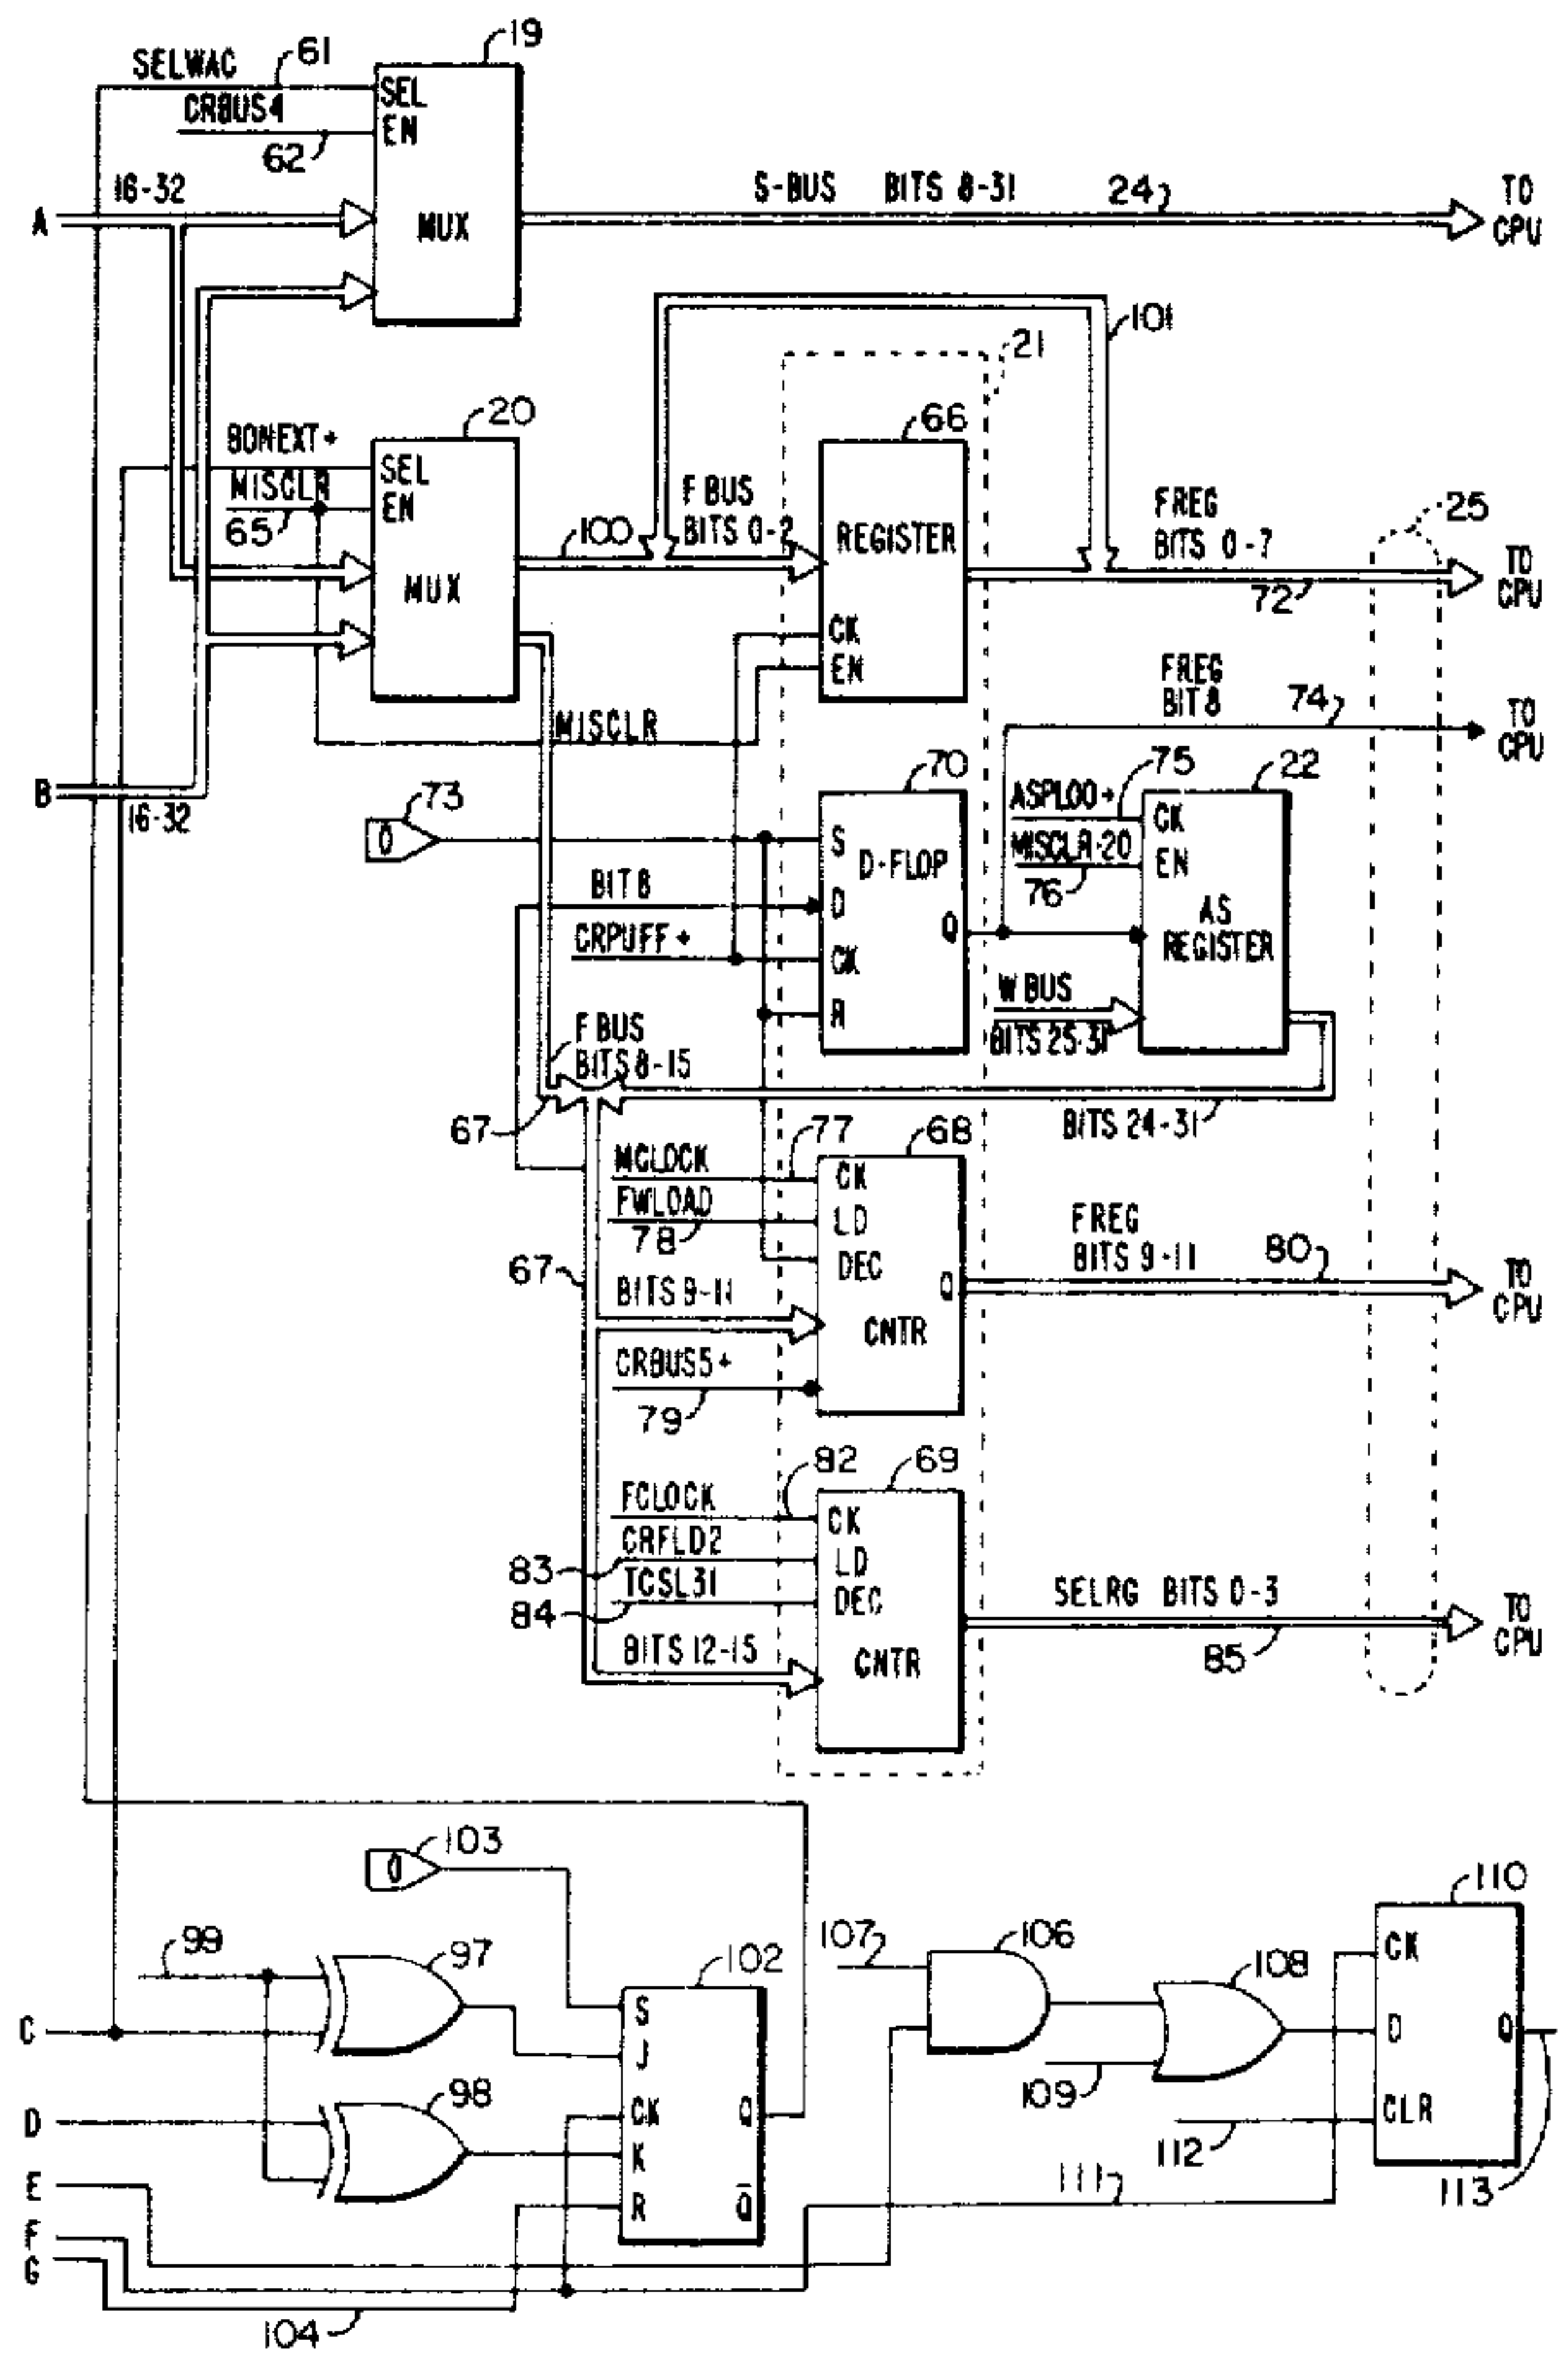 19
SELWAC 61
SEL
CRBUS4
EN
62
16-32
A
MUX
S-BUS BITS 8-31 24
TO CPU
101
21
20
66
BONEXT+
SEL
MISCLR
EN
65
MUX
100
F BUS
BITS 0-2
REGISTER
CK
EN
FREG
BITS 0-7
72
25
TO CPU
MISCLR
FREG
BIT 8
74
TO CPU
B
16-32
73
0
70
S
D-FLOP
BIT 8
D
Q
CRPUFF+
CK
R
75
22
ASPL00+
CK
MISCLR-20
EN
76
AS
REGISTER
W BUS
BITS 25-31
F BUS
BITS 8-15
67
BITS 24-31
77
68
MCLOCK
CK
FWLOAD
LD
78
DEC
67
BITS 9-11
Q
CNTR
CRBUS5+
79
FREG
BITS 9-11
80
TO CPU
82
69
FCLOCK
CK
CRFLD2
83
LD
TCSL31
84
DEC
BITS 12-15
CNTR
SELRG BITS 0-3
85
TO CPU
103
0
99
97
102
S
C
J
CK
Q
D
98
K
E
R
Q̅
F
G
104
107
106
108
109
110
CK
D
Q
CLR
112
111
113